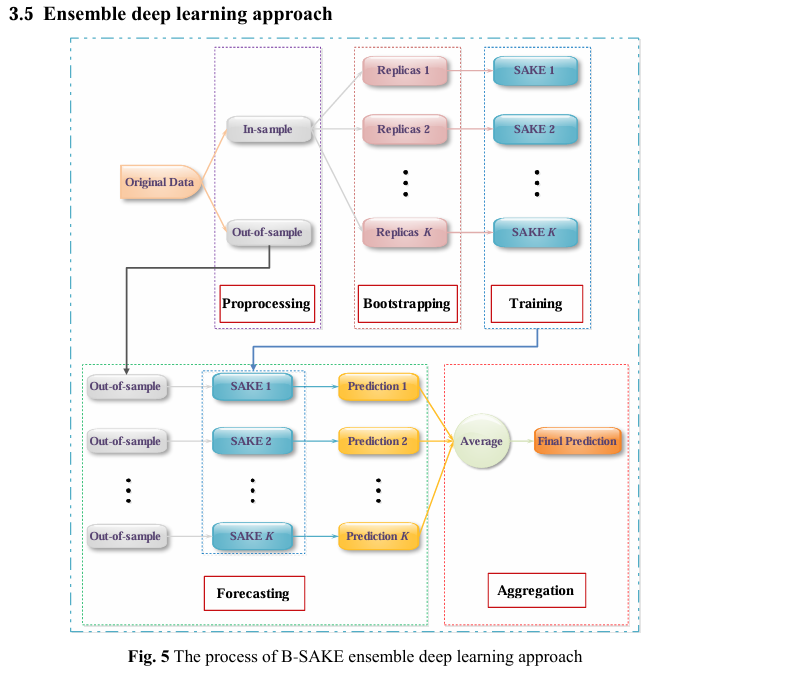 3.5 Ensemble deep learning approach
Replicas 1
SAKE 1
In-sample
Replicas 2
SAKE 2
Original Data
Out-of-sample
Replicas K
SAKE K
Proprocessing
Bootstrapping
Training
Out-of-sample
SAKE 1
Prediction 1
Out-of-sample
SAKE 2
Prediction 2
Average
Final Prediction
Out-of-sample
SAKE K
Prediction K
Forecasting
Aggregation
Fig. 5 The process of B-SAKE ensemble deep learning approach